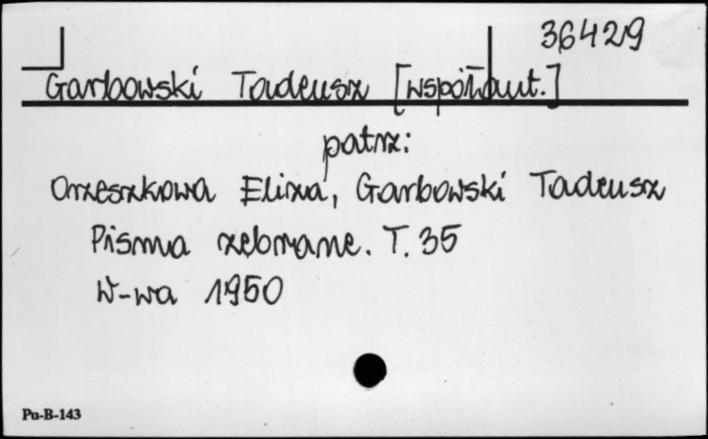 36429
Garbowski Tadeusz [współaut.]
patrz:
Orzeszkowa Eliza, Garbowski Tadeusz
Pisma zebrane. T. 35
W-wa 1950
Pu-B-143